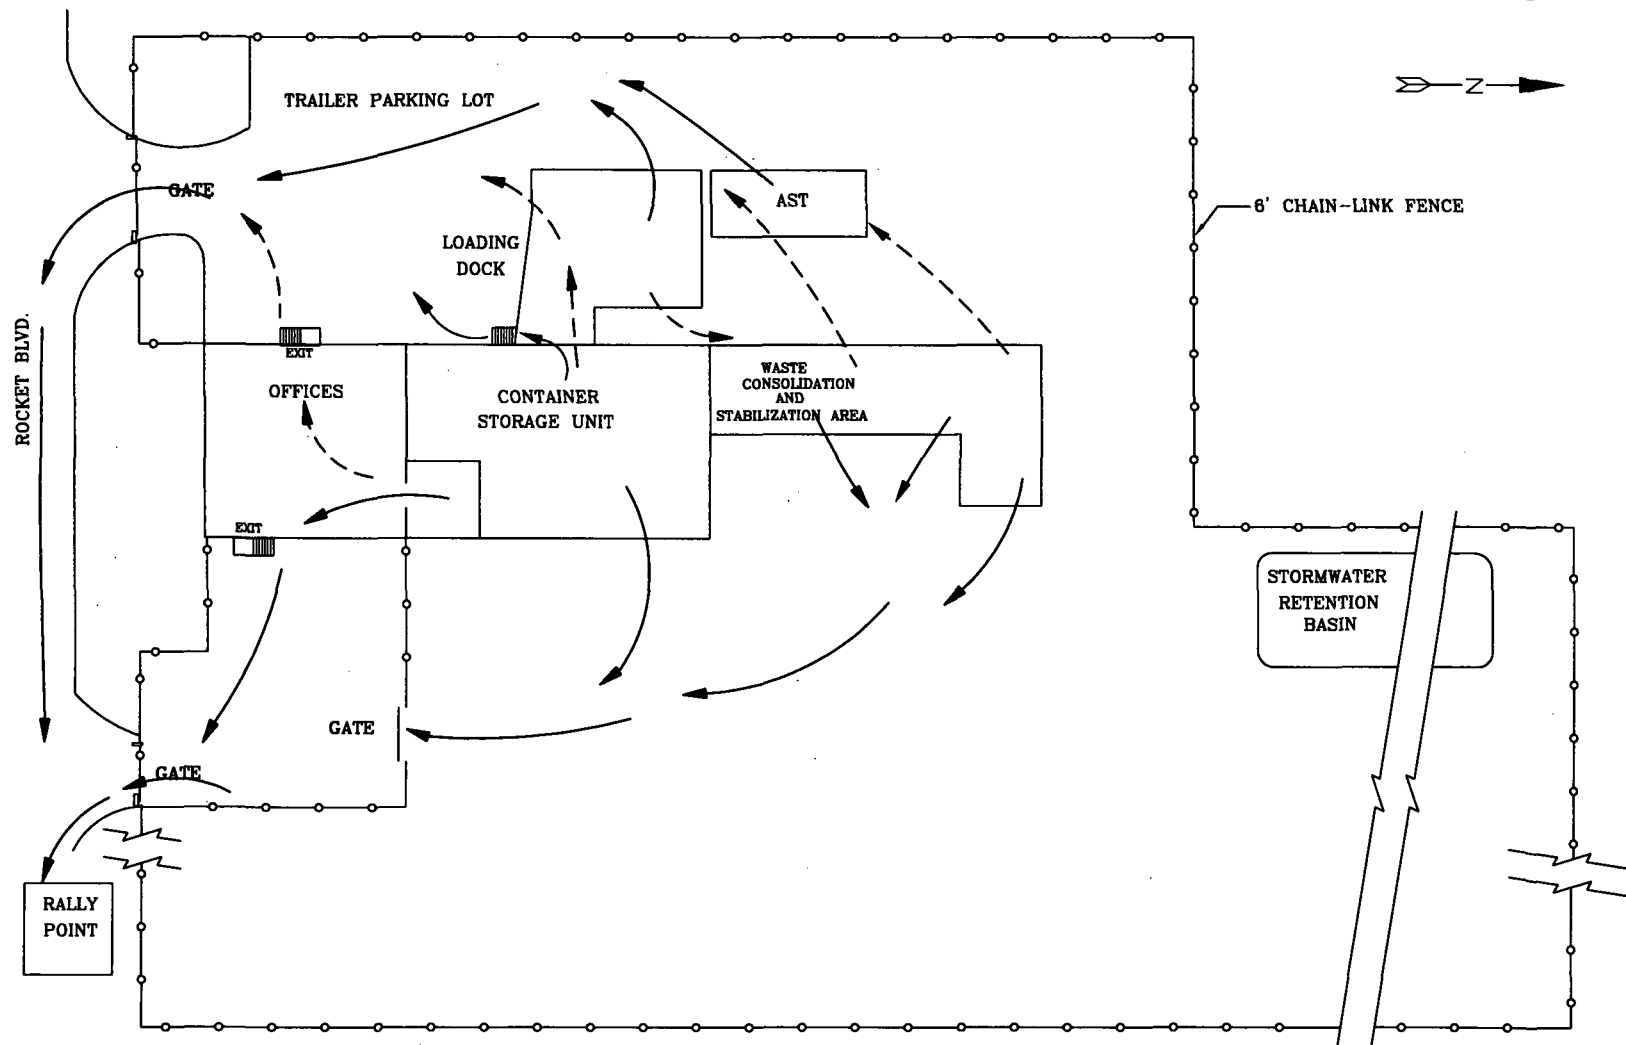 TRAILER PARKING LOT
N
GATE
AST
6' CHAIN-LINK FENCE
LOADING
DOCK
ROCKET BLVD.
EXIT
OFFICES
CONTAINER
STORAGE UNIT
WASTE
CONSOLIDATION
AND
STABILIZATION AREA
EXIT
STORMWATER
RETENTION
BASIN
GATE
GATE
RALLY
POINT